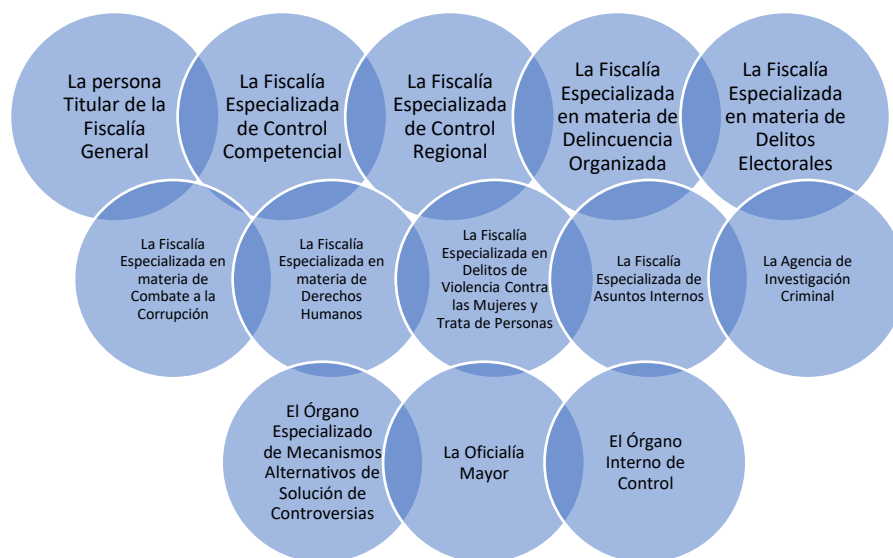 La persona
Titular de la
Fiscalía
General
La Fiscalía
Especializada
de Control
Competencial
La Fiscalía
Especializada
de Control
Regional
La Fiscalía
Especializada
en materia de
Delincuencia
Organizada
La Fiscalía
Especializada
en materia de
Delitos
Electorales
La Fiscalía
Especializada en
materia de
Combate a la
Corrupción
La Fiscalía
Especializada en
materia de
Derechos
Humanos
La Fiscalía
Especializada en
Delitos de
Violencia Contra
las Mujeres y
Trata de Personas
La Fiscalía
Especializada de
Asuntos Internos
La Agencia de
Investigación
Criminal
El Órgano
Especializado
de Mecanismos
Alternativos de
Solución de
Controversias
La Oficialía
Mayor
El Órgano
Interno de
Control